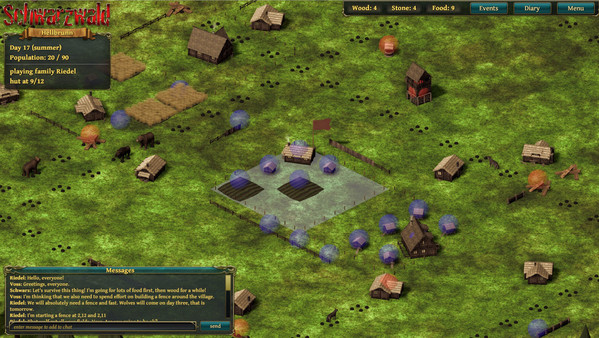 Schwarzwald
Heilbrunn
Wood: 4 Stone: 4 Food: 9
Events
Diary
Menu
Day 17 (summer)
Population: 20 / 90
playing family Riedel
hut at 9/12
Messages
Riedel: Hello, everyone!
Voss: Greetings, everyone.
Schwarz: Let's survive this thing! I'm going for lots of food first, then wood for a while!
Voss: I'm thinking that we also need to spend effort on building a fence around the village.
Riedel: We will absolutely need a fence and fast. Wolves will come on day three, that is
tomorrow.
Riedel: I'm starting a fence at 2,12 and 2,11
enter message to add to chat
send